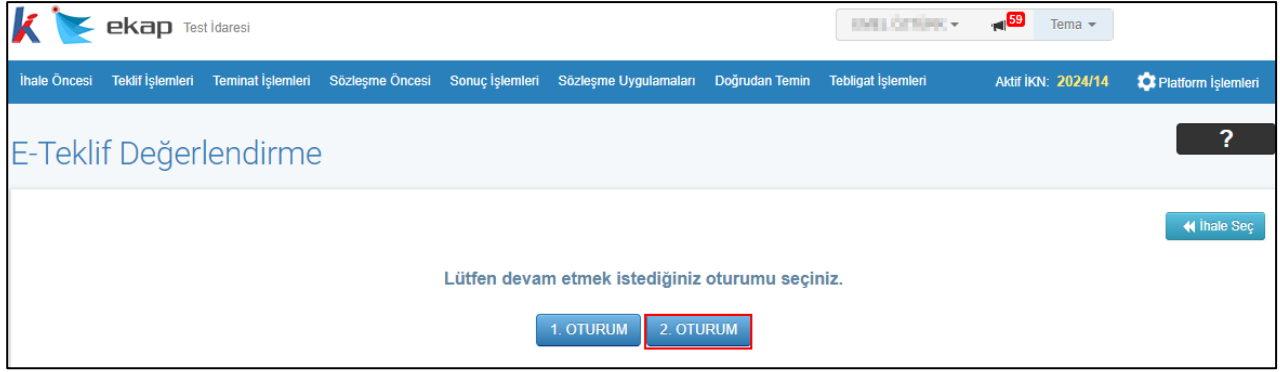 ekap Test İdaresi 59 Tema
İhale Öncesi Teklif İşlemleri Teminat İşlemleri Sözleşme Öncesi Sonuç İşlemleri Sözleşme Uygulamaları Doğrudan Temin Tebligat İşlemleri Aktif İKN: 2024/14 Platform İşlemleri
?
E-Teklif Değerlendirme
İhale Seç
Lütfen devam etmek istediğiniz oturumu seçiniz.
1. OTURUM 2. OTURUM